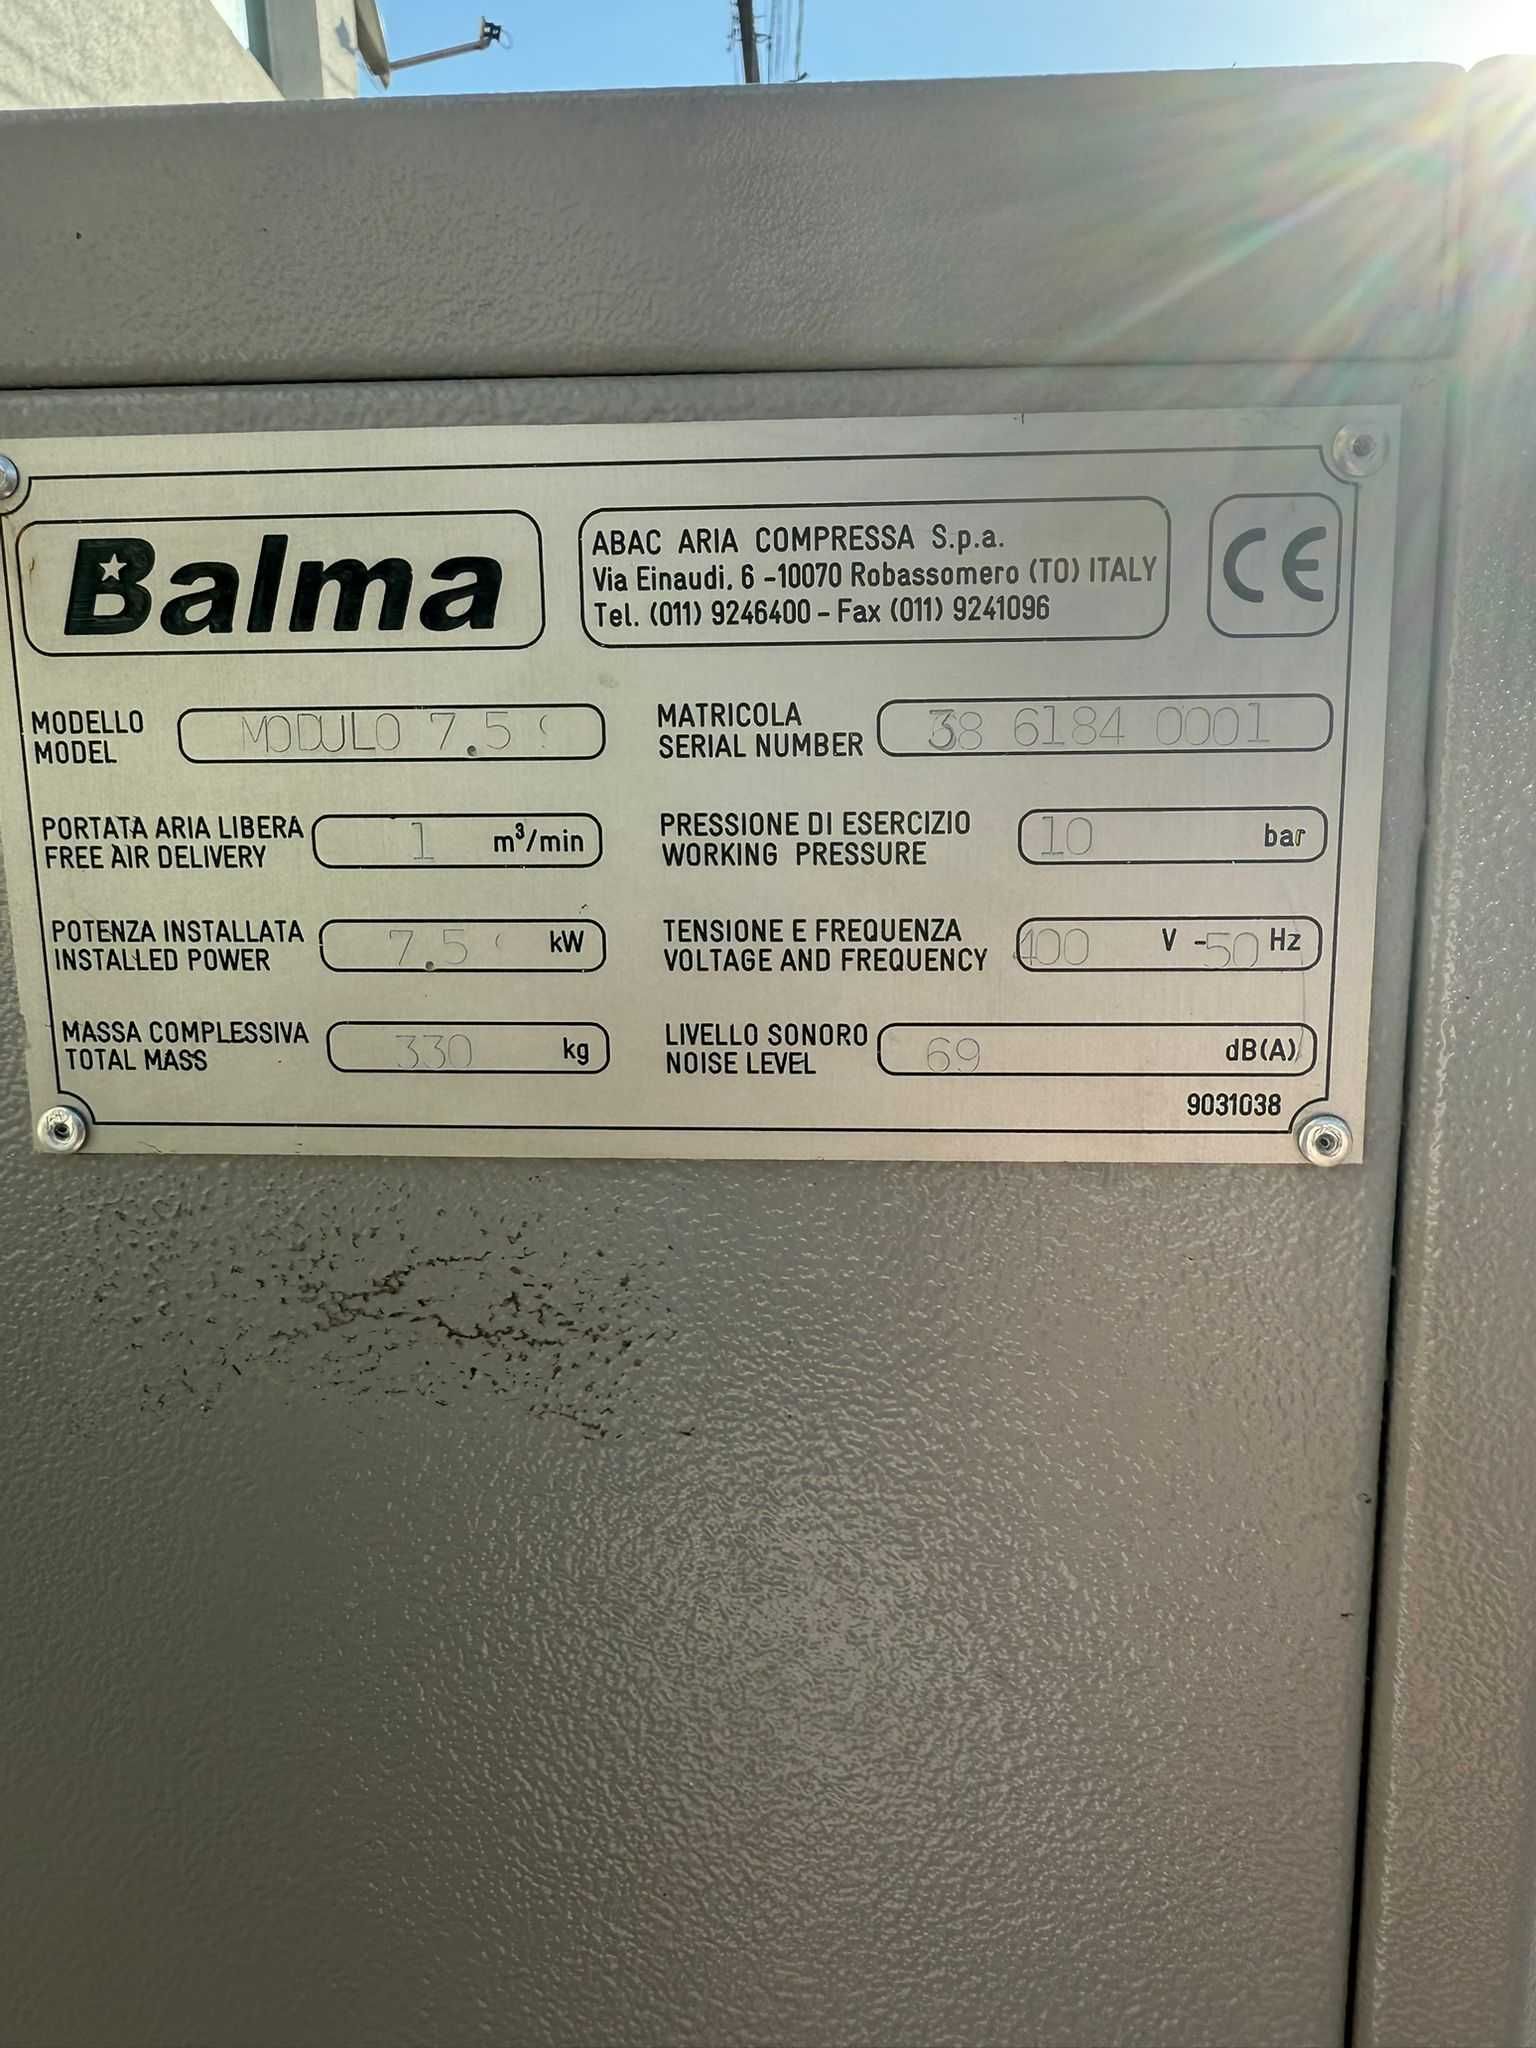 Balma
ABAC ARIA COMPRESSA S.p.a.
Via Einaudi, 6 -10070 Robassomero (TO) ITALY
Tel. (011) 9246400 - Fax (011) 9241096
CE
MODELLO
MODEL
MODULO 7.5
MATRICOLA
SERIAL NUMBER
38 6184 0001
PORTATA ARIA LIBERA
FREE AIR DELIVERY
1 m³/min
PRESSIONE DI ESERCIZIO
WORKING PRESSURE
10 bar
POTENZA INSTALLATA
INSTALLED POWER
7.5 kW
TENSIONE E FREQUENZA
VOLTAGE AND FREQUENCY
400 V -50 Hz
MASSA COMPLESSIVA
TOTAL MASS
330 kg
LIVELLO SONORO
NOISE LEVEL
69 dB(A)
9031038